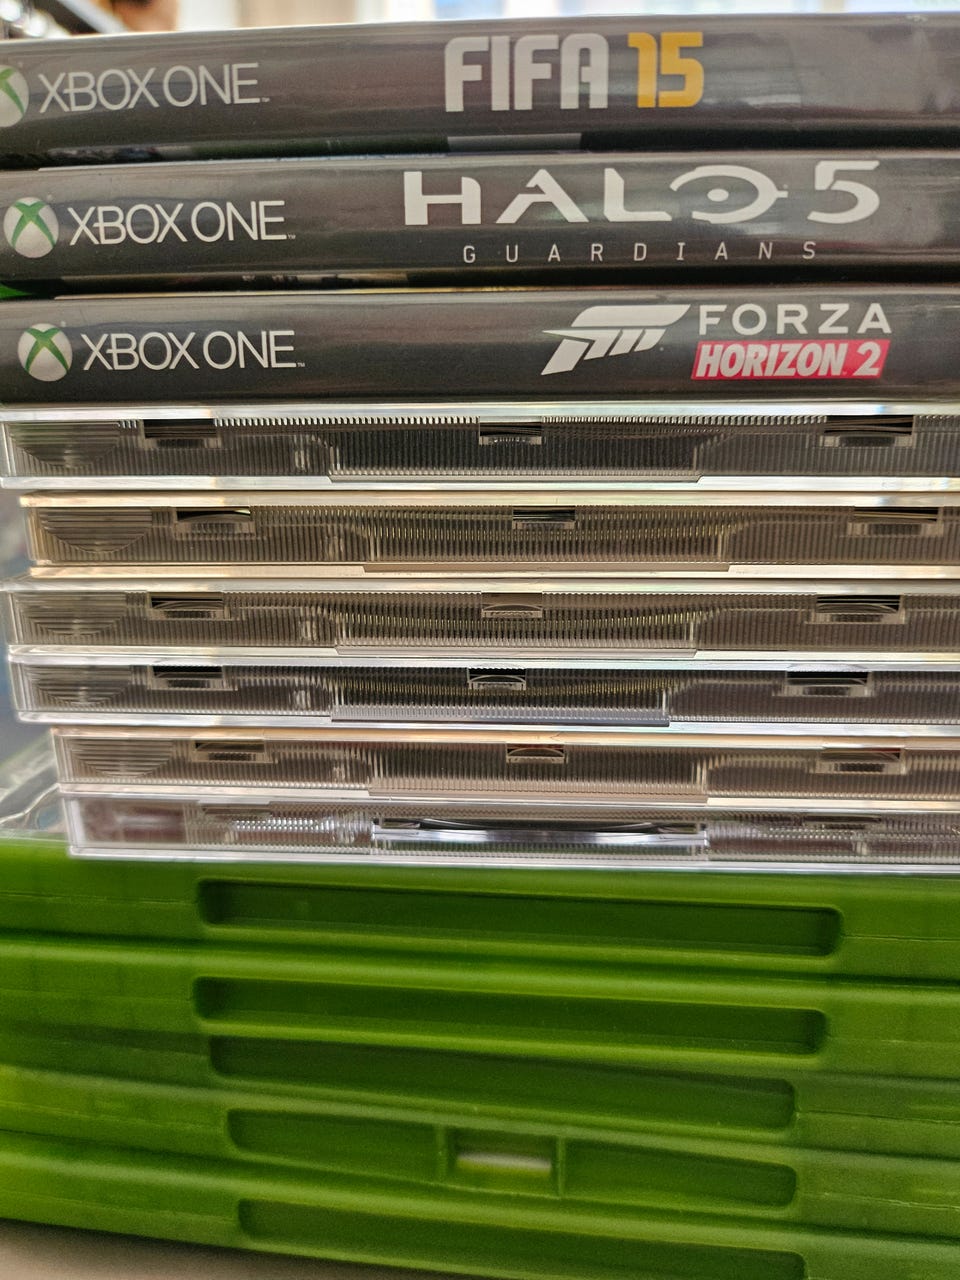 XBOX ONE
FIFA 15
XBOX ONE
HALO 5
GUARDIANS
XBOX ONE
FORZA
HORIZON 2